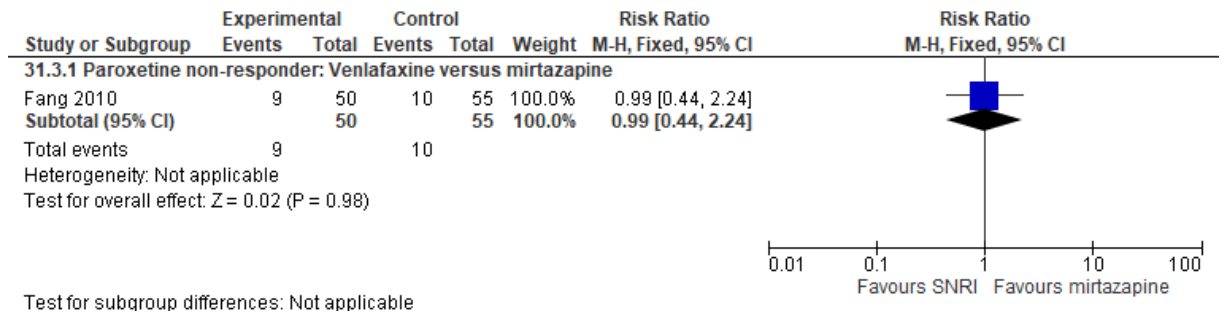 Experimental Control Risk Ratio Risk Ratio
Study or Subgroup Events Total Events Total Weight M-H, Fixed, 95% CI M-H, Fixed, 95% CI
31.3.1 Paroxetine non-responder: Venlafaxine versus mirtazapine
Fang 2010 9 50 10 55 100.0% 0.99 [0.44, 2.24]
Subtotal (95% CI) 50 55 100.0% 0.99 [0.44, 2.24]
Total events 9 10
Heterogeneity: Not applicable
Test for overall effect: Z = 0.02 (P = 0.98)
0.01 0.1 1 10 100
Favours SNRI Favours mirtazapine
Test for subgroup differences: Not applicable